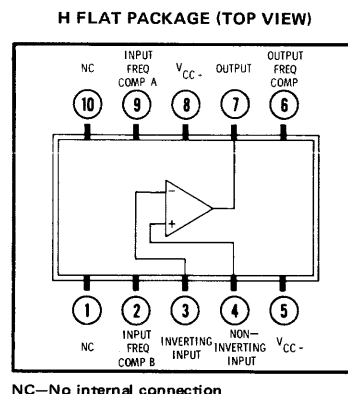 H FLAT PACKAGE (TOP VIEW)
NC
INPUT
FREQ
COMP A
VCC-
OUTPUT
OUTPUT
FREQ
COMP
10
9
8
7
6
-
+
1
2
3
4
5
NC
INPUT
FREQ
COMP B
INVERTING
INPUT
NON-
INVERTING
INPUT
VCC-
NC—No internal connection